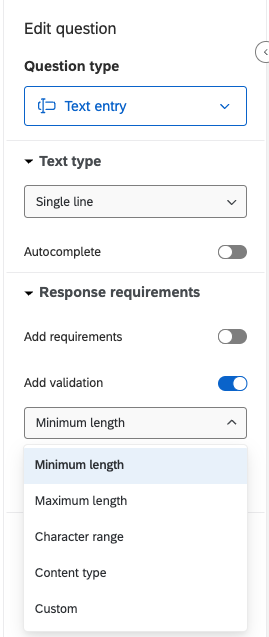 Edit question
Question type
Text entry
Text type
Single line
Autocomplete
Response requirements
Add requirements
Add validation
Minimum length
Minimum length
Maximum length
Character range
Content type
Custom